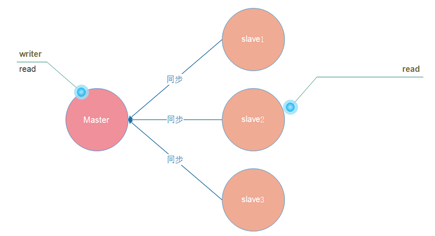 writer
read
Master
同步
同步
同步
slave1
slave2
slave3
read